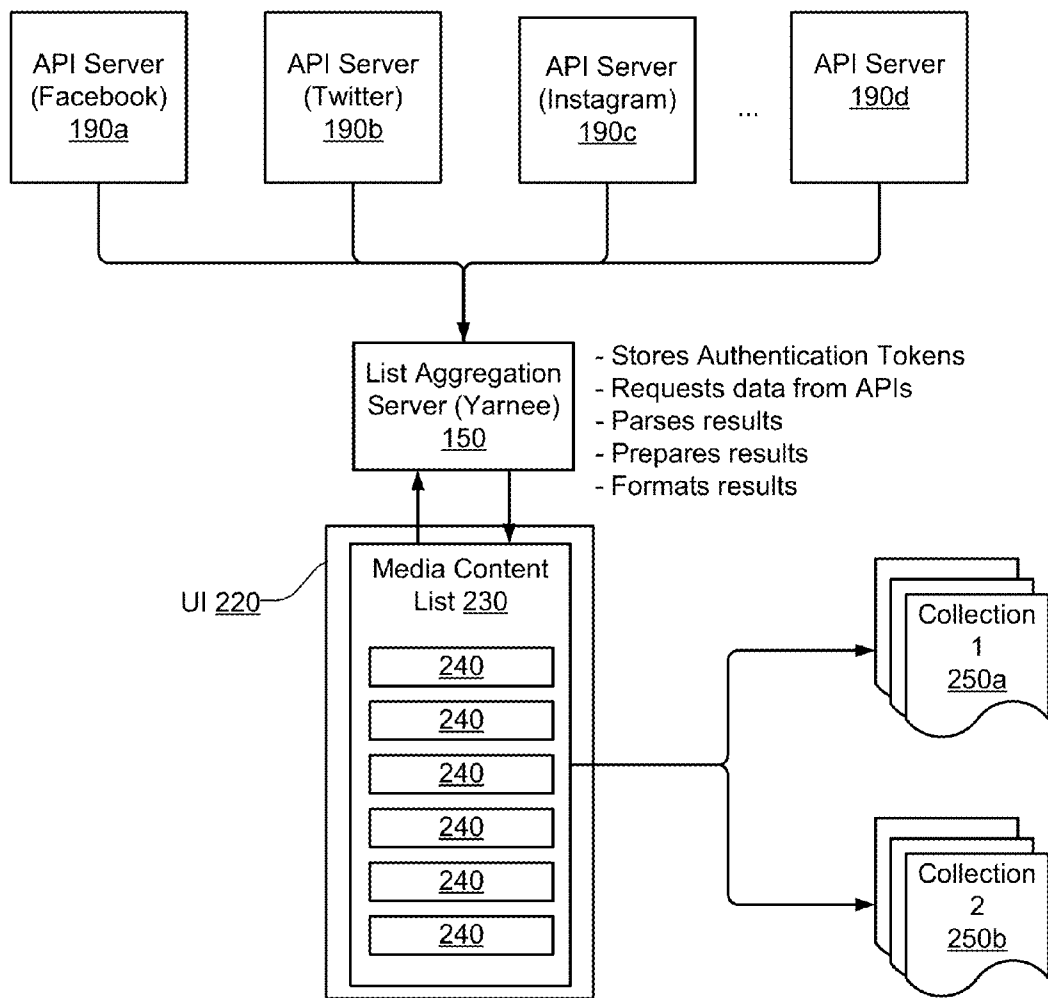 API Server
(Facebook)
190a
API Server
(Twitter)
190b
API Server
(Instagram)
190c
...
API Server
190d
List Aggregation
Server (Yarnee)
150
- Stores Authentication Tokens
- Requests data from APIs
- Parses results
- Prepares results
- Formats results
UI 220
Media Content
List 230
240
240
240
240
240
240
Collection
1
250a
Collection
2
250b